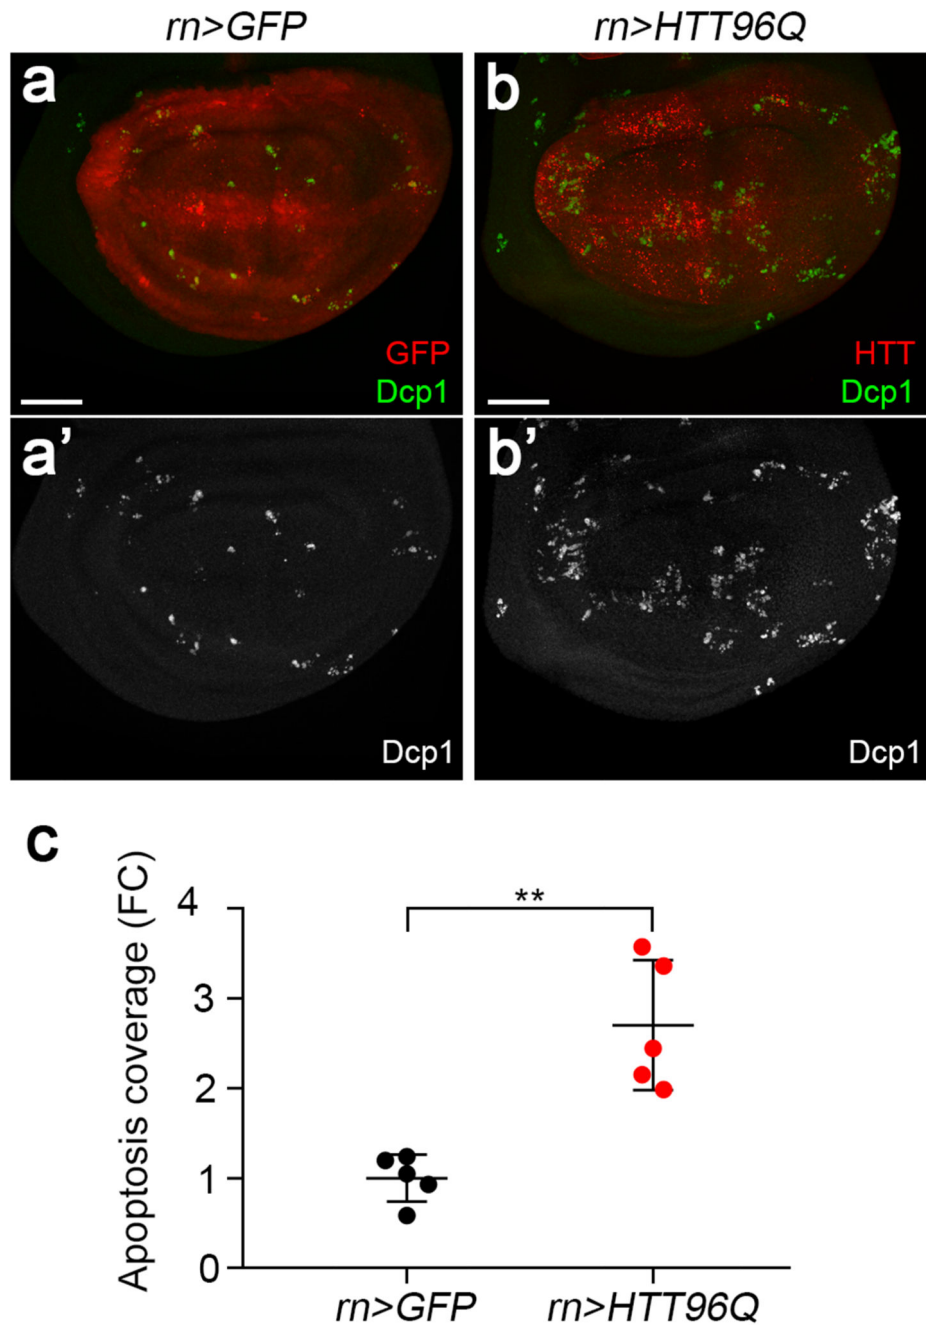 rn>GFP rn>HTT96Q
a b
GFP HTT
Dcp1 Dcp1
a’ b’
Dcp1 Dcp1
c
Apoptosis coverage (FC)
**
4
3
2
1
0
rn>GFP rn>HTT96Q